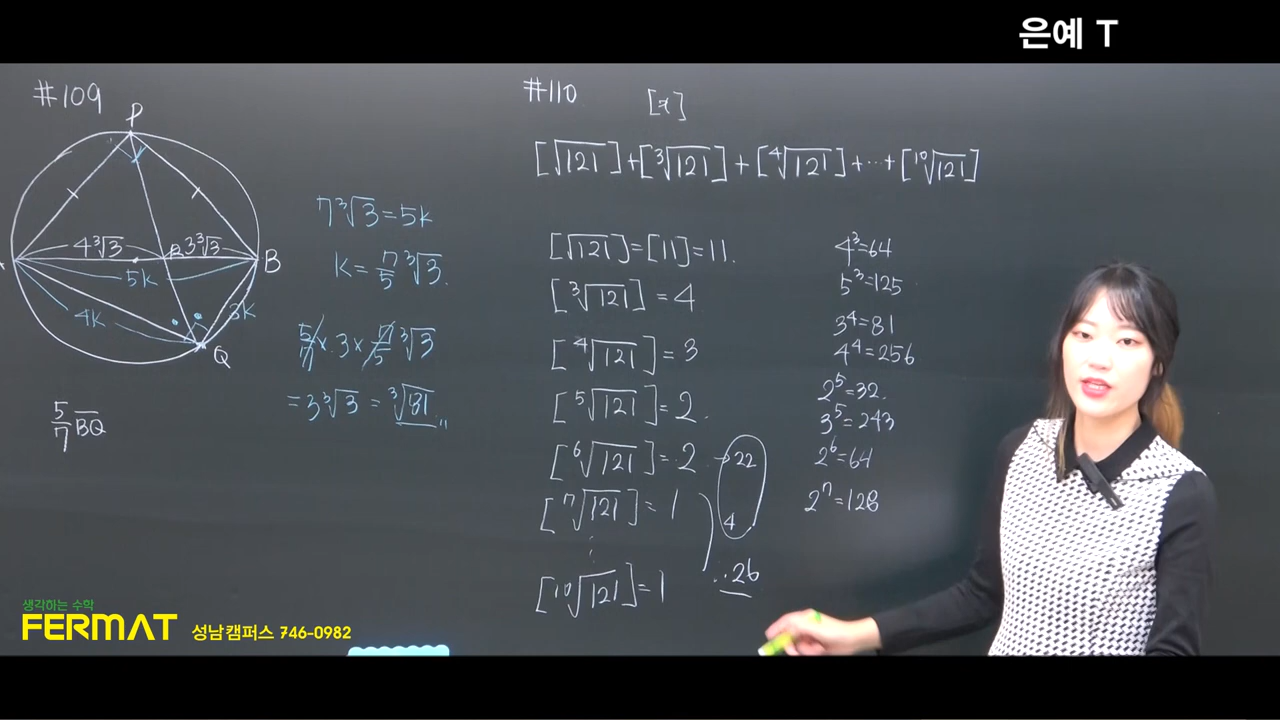 은예 T
#109
P
4∛3 R 3∛3
B
5k
4k 3k
Q
5/7 BQ
7∛3=5k
k=7/5 ∛3.
5/7×3×7/5 ∛3
=3∛3=∛81
#110 [x]
[√121]+[∛121]+[∜121]+…+[¹⁰√121]
[√121]=[11]=11.
[∛121]=4
[∜121]=3
[⁵√121]=2.
[⁶√121]=2 →22
[⁷√121]=1 4
⋮
[¹⁰√121]=1 ∴26
4³=64
5³=125
3⁴=81
4⁴=256
2⁵=32.
3⁵=243
2⁶=64
2⁷=128
생각하는 수학
FERMAT 성남캠퍼스 746-0982